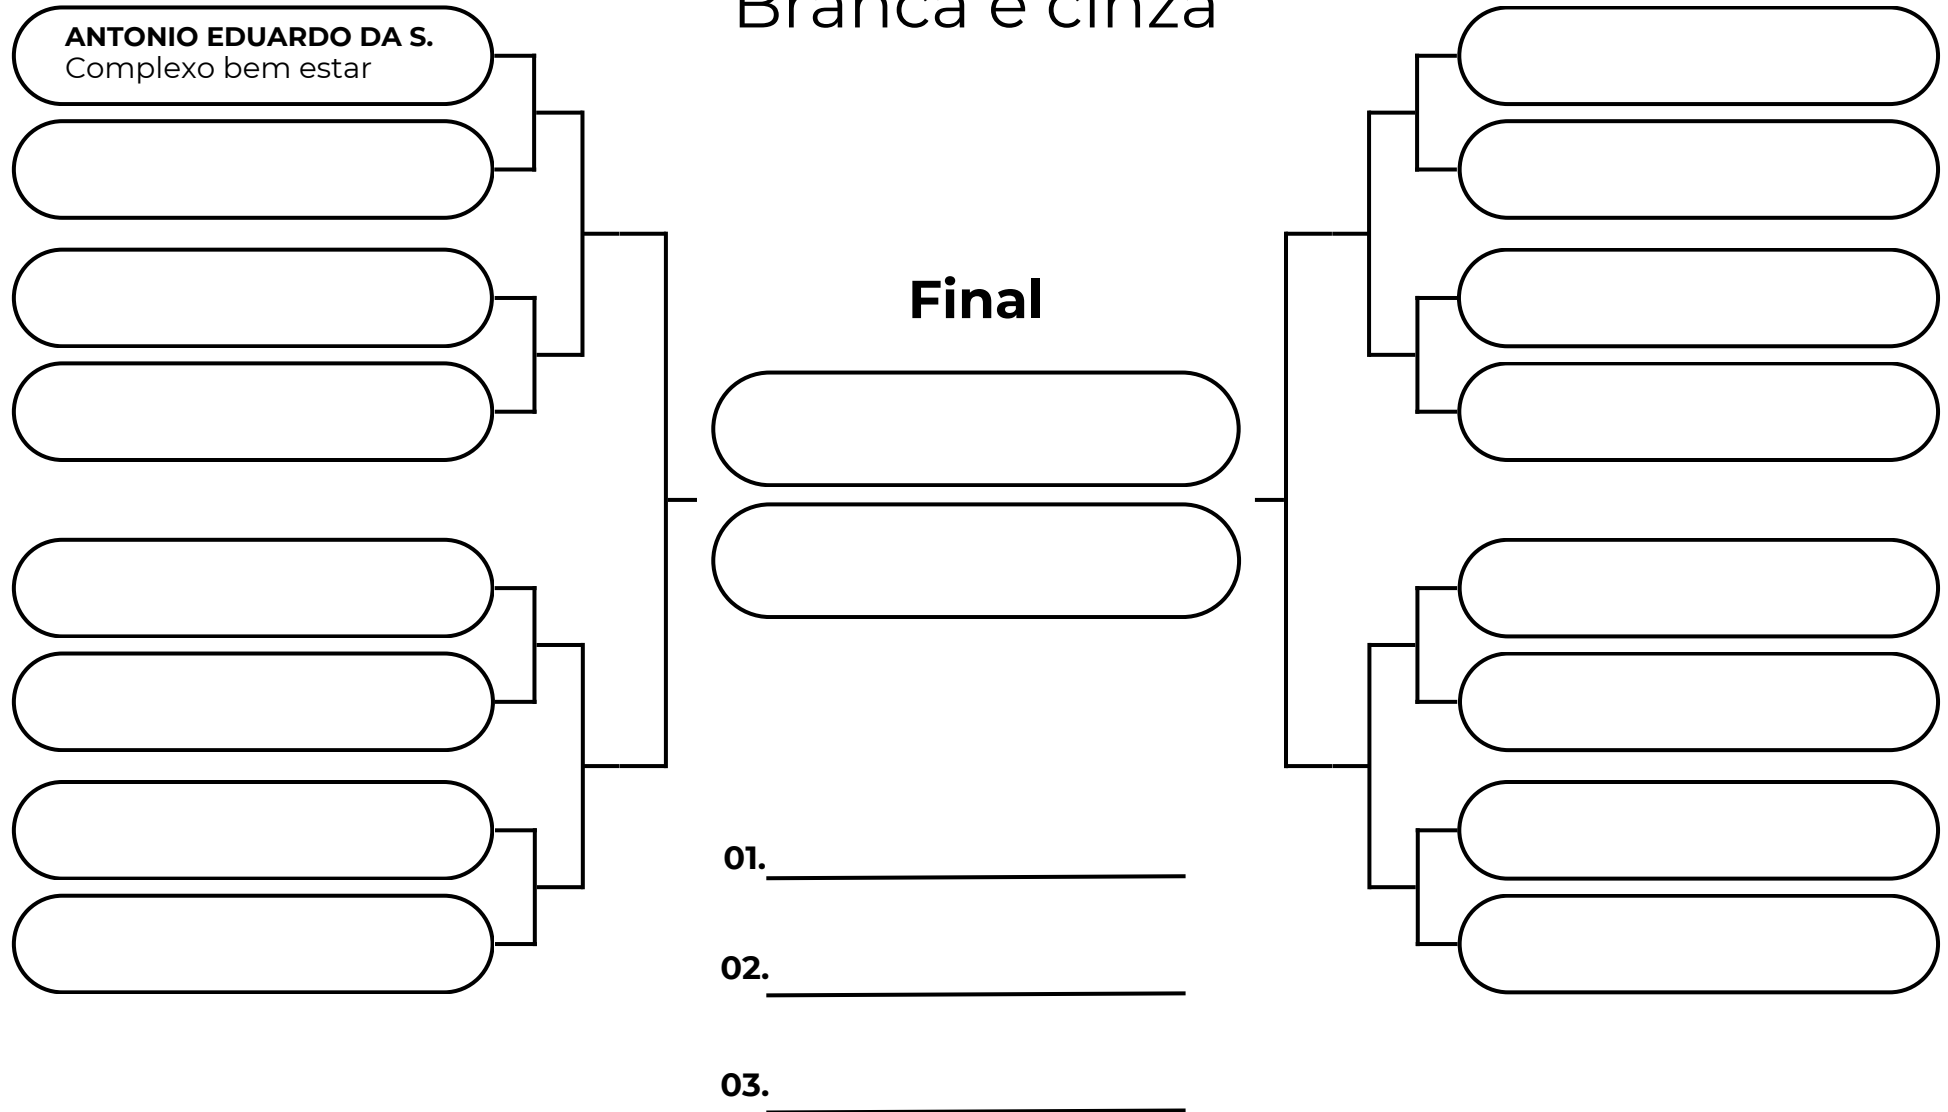 Branca e cinza
ANTONIO EDUARDO DA S.
Complexo bem estar
Final
01.
02.
03.